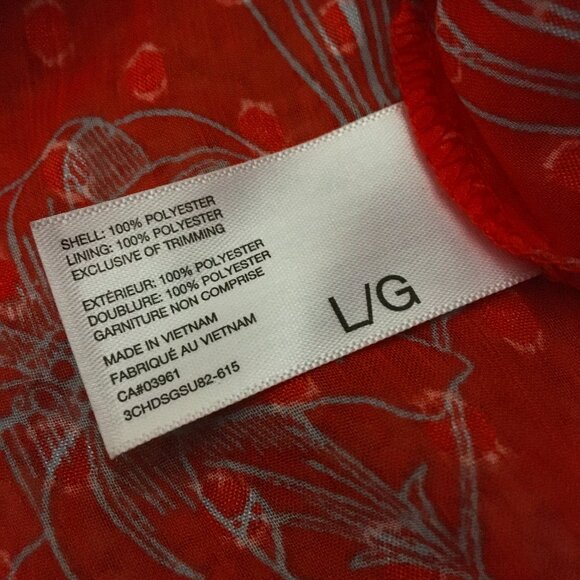 SHELL: 100% POLYESTER
LINING: 100% POLYESTER
EXCLUSIVE OF TRIMMING
EXTÉRIEUR: 100% POLYESTER
DOUBLURE: 100% POLYESTER
GARNITURE NON COMPRISE
MADE IN VIETNAM
FABRIQUÉ AU VIETNAM
CA#03961
3CHDSGSU82-615
L/G